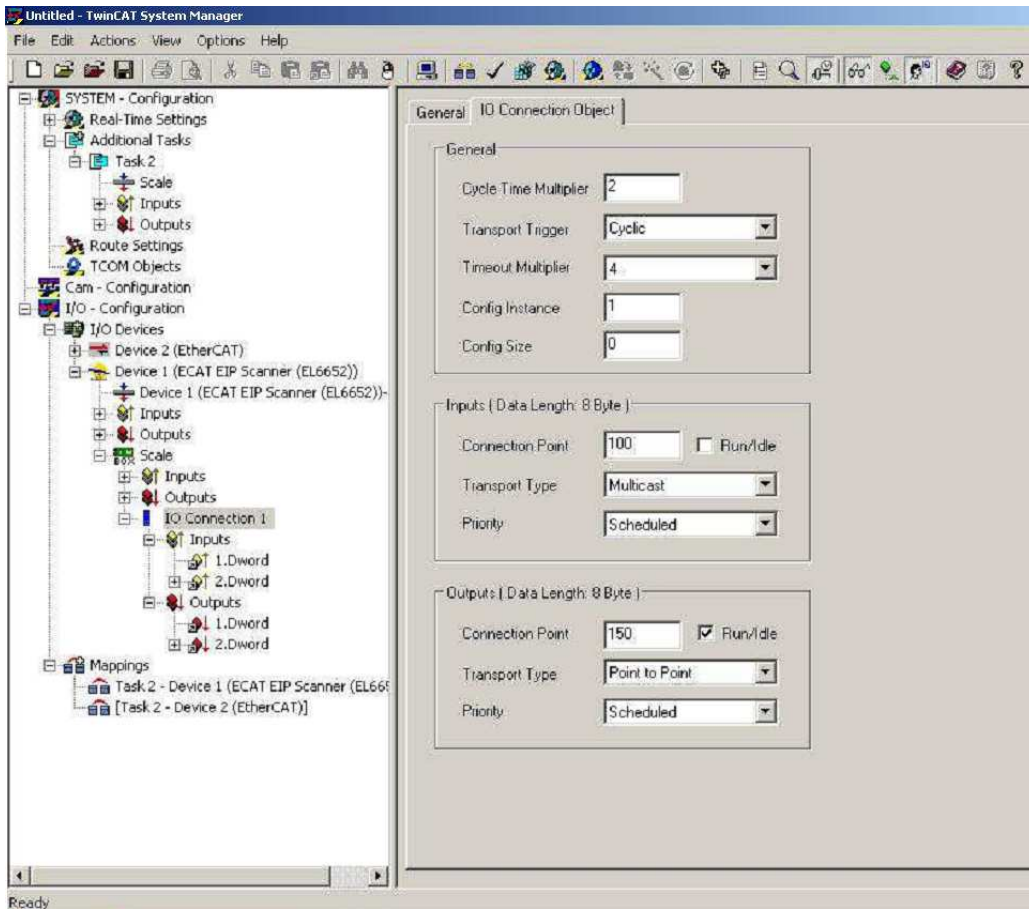 Untitled - TwinCAT System Manager
File Edit Actions View Options Help
SYSTEM - Configuration
Real-Time Settings
Additional Tasks
Task 2
Scale
Inputs
Outputs
Route Settings
TCOM Objects
Cam - Configuration
I/O - Configuration
I/O Devices
Device 2 (EtherCAT)
Device 1 (ECAT EIP Scanner (EL6652))
Device 1 (ECAT EIP Scanner (EL6652))-
Inputs
Outputs
Scale
Inputs
Outputs
IO Connection 1
Inputs
1.Dword
2.Dword
Outputs
1.Dword
2.Dword
Mappings
Task 2 - Device 1 (ECAT EIP Scanner (EL665
[Task 2 - Device 2 (EtherCAT)]
General IO Connection Object
General
Cycle Time Multiplier 2
Transport Trigger Cyclic
Timeout Multiplier 4
Config Instance 1
Config Size 0
Inputs ( Data Length: 8 Byte )
Connection Point 100 Run/Idle
Transport Type Multicast
Priority Scheduled
Outputs ( Data Length: 8 Byte )
Connection Point 150 Run/Idle
Transport Type Point to Point
Priority Scheduled
Ready